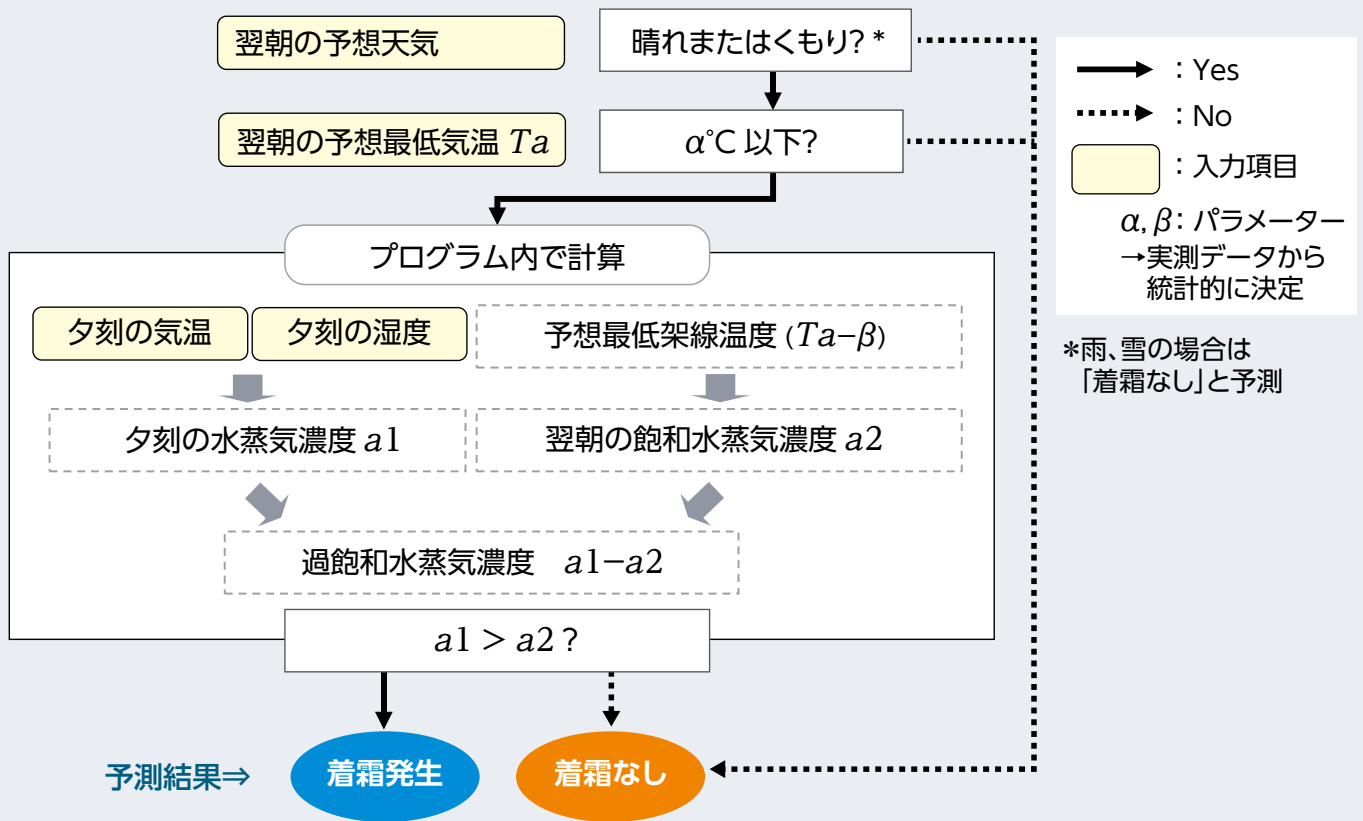 翌朝の予想天気
晴れまたはくもり? *
翌朝の予想最低気温 Ta
α℃ 以下?
プログラム内で計算
夕刻の気温
夕刻の湿度
予想最低架線温度 (Ta−β)
夕刻の水蒸気濃度 a1
翌朝の飽和水蒸気濃度 a2
過飽和水蒸気濃度　a1−a2
a1 > a2 ?
予測結果⇒
着霜発生
着霜なし
：Yes
：No
：入力項目
α, β：パラメーター
→実測データから
統計的に決定
*雨、雪の場合は
「着霜なし」と予測